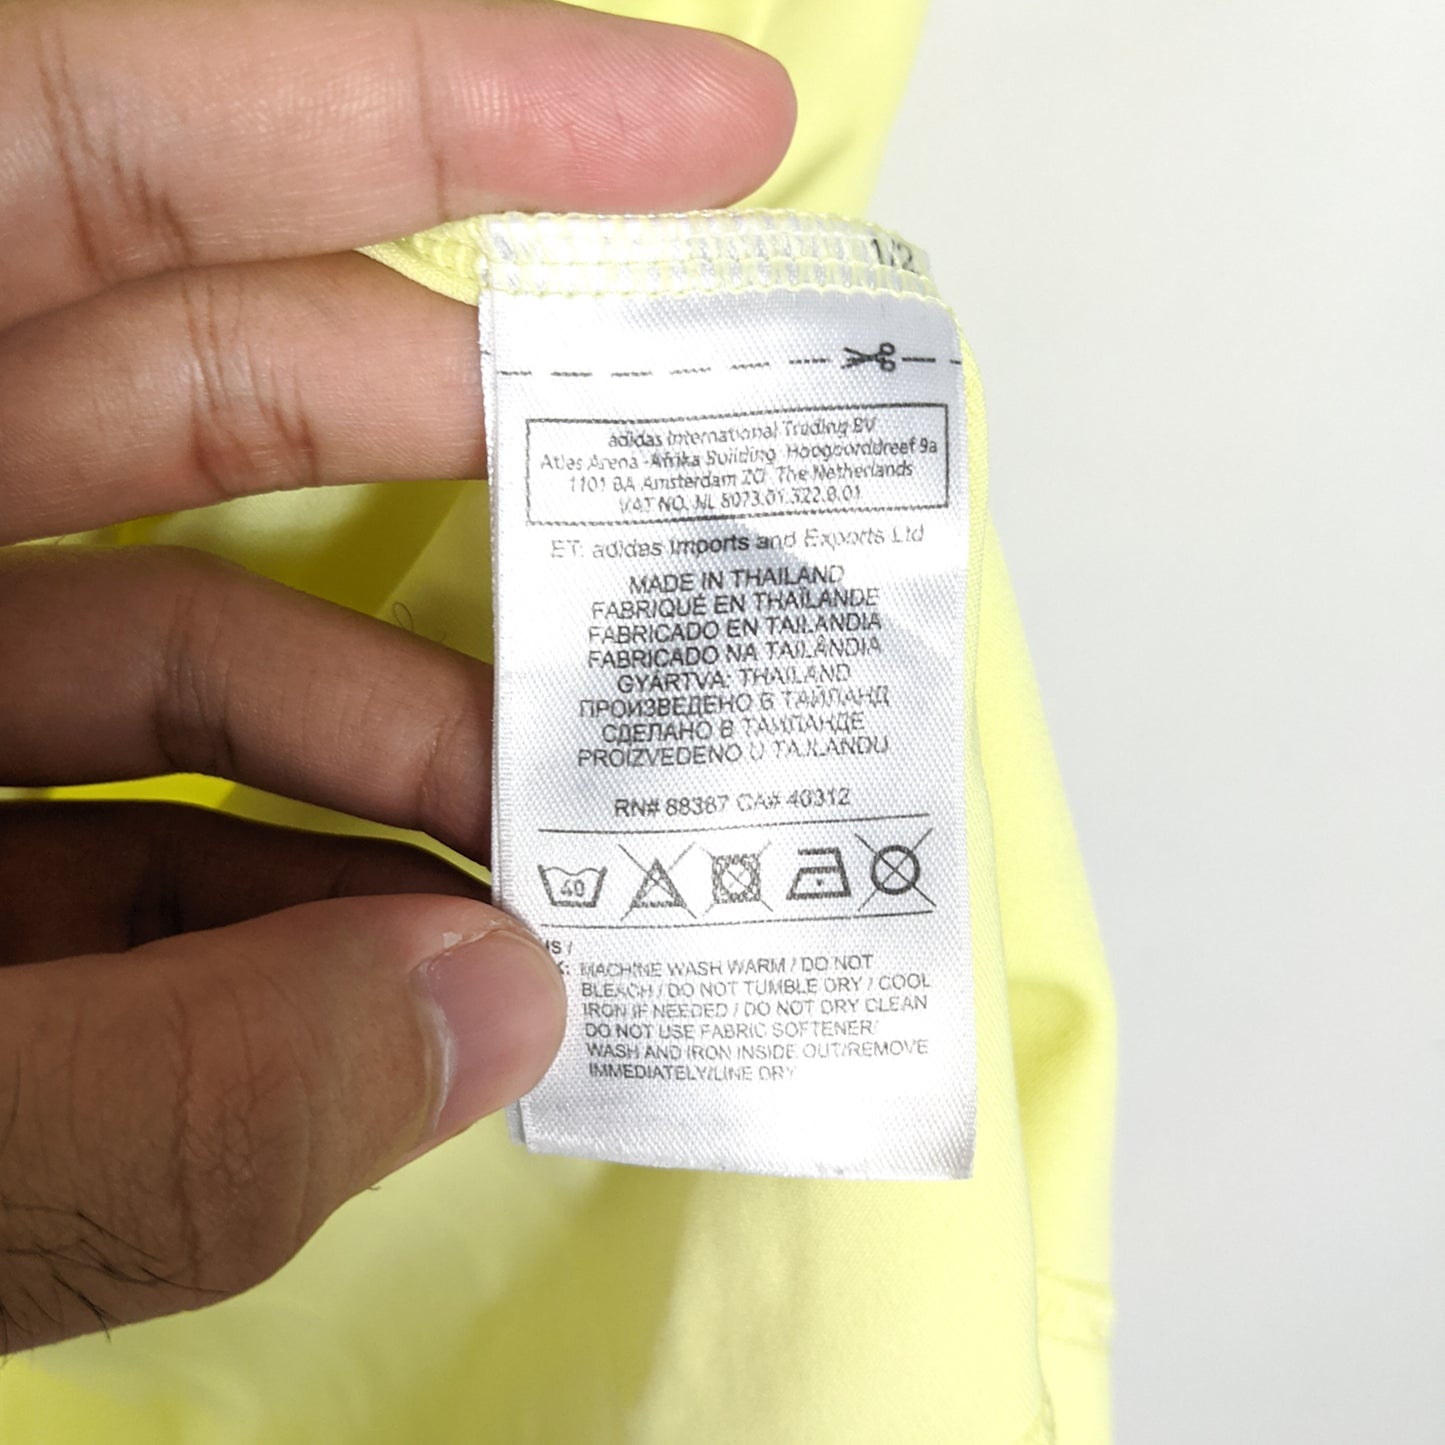 1/2
adidas International Trading BV
Atlas Arena -Afrika Building Hoogoorddreef 9a
1101 BA Amsterdam ZO The Netherlands
VAT NO. NL 8073.01.322.B.01
ET: adidas Imports and Exports Ltd
MADE IN THAILAND
FABRIQUÉ EN THAÏLANDE
FABRICADO EN TAILANDIA
FABRICADO NA TAILÂNDIA
GYÁRTVA: THAILAND
ПРОИЗВЕДЕНО В ТАЙЛАНД
СДЕЛАНО В ТАИЛАНДЕ
PROIZVEDENO U TAJLANDU
RN# 88387 CA# 40312
40
MACHINE WASH WARM / DO NOT
BLEACH / DO NOT TUMBLE DRY / COOL
IRON IF NEEDED / DO NOT DRY CLEAN
DO NOT USE FABRIC SOFTENER/
WASH AND IRON INSIDE OUT/REMOVE
IMMEDIATELY/LINE DRY